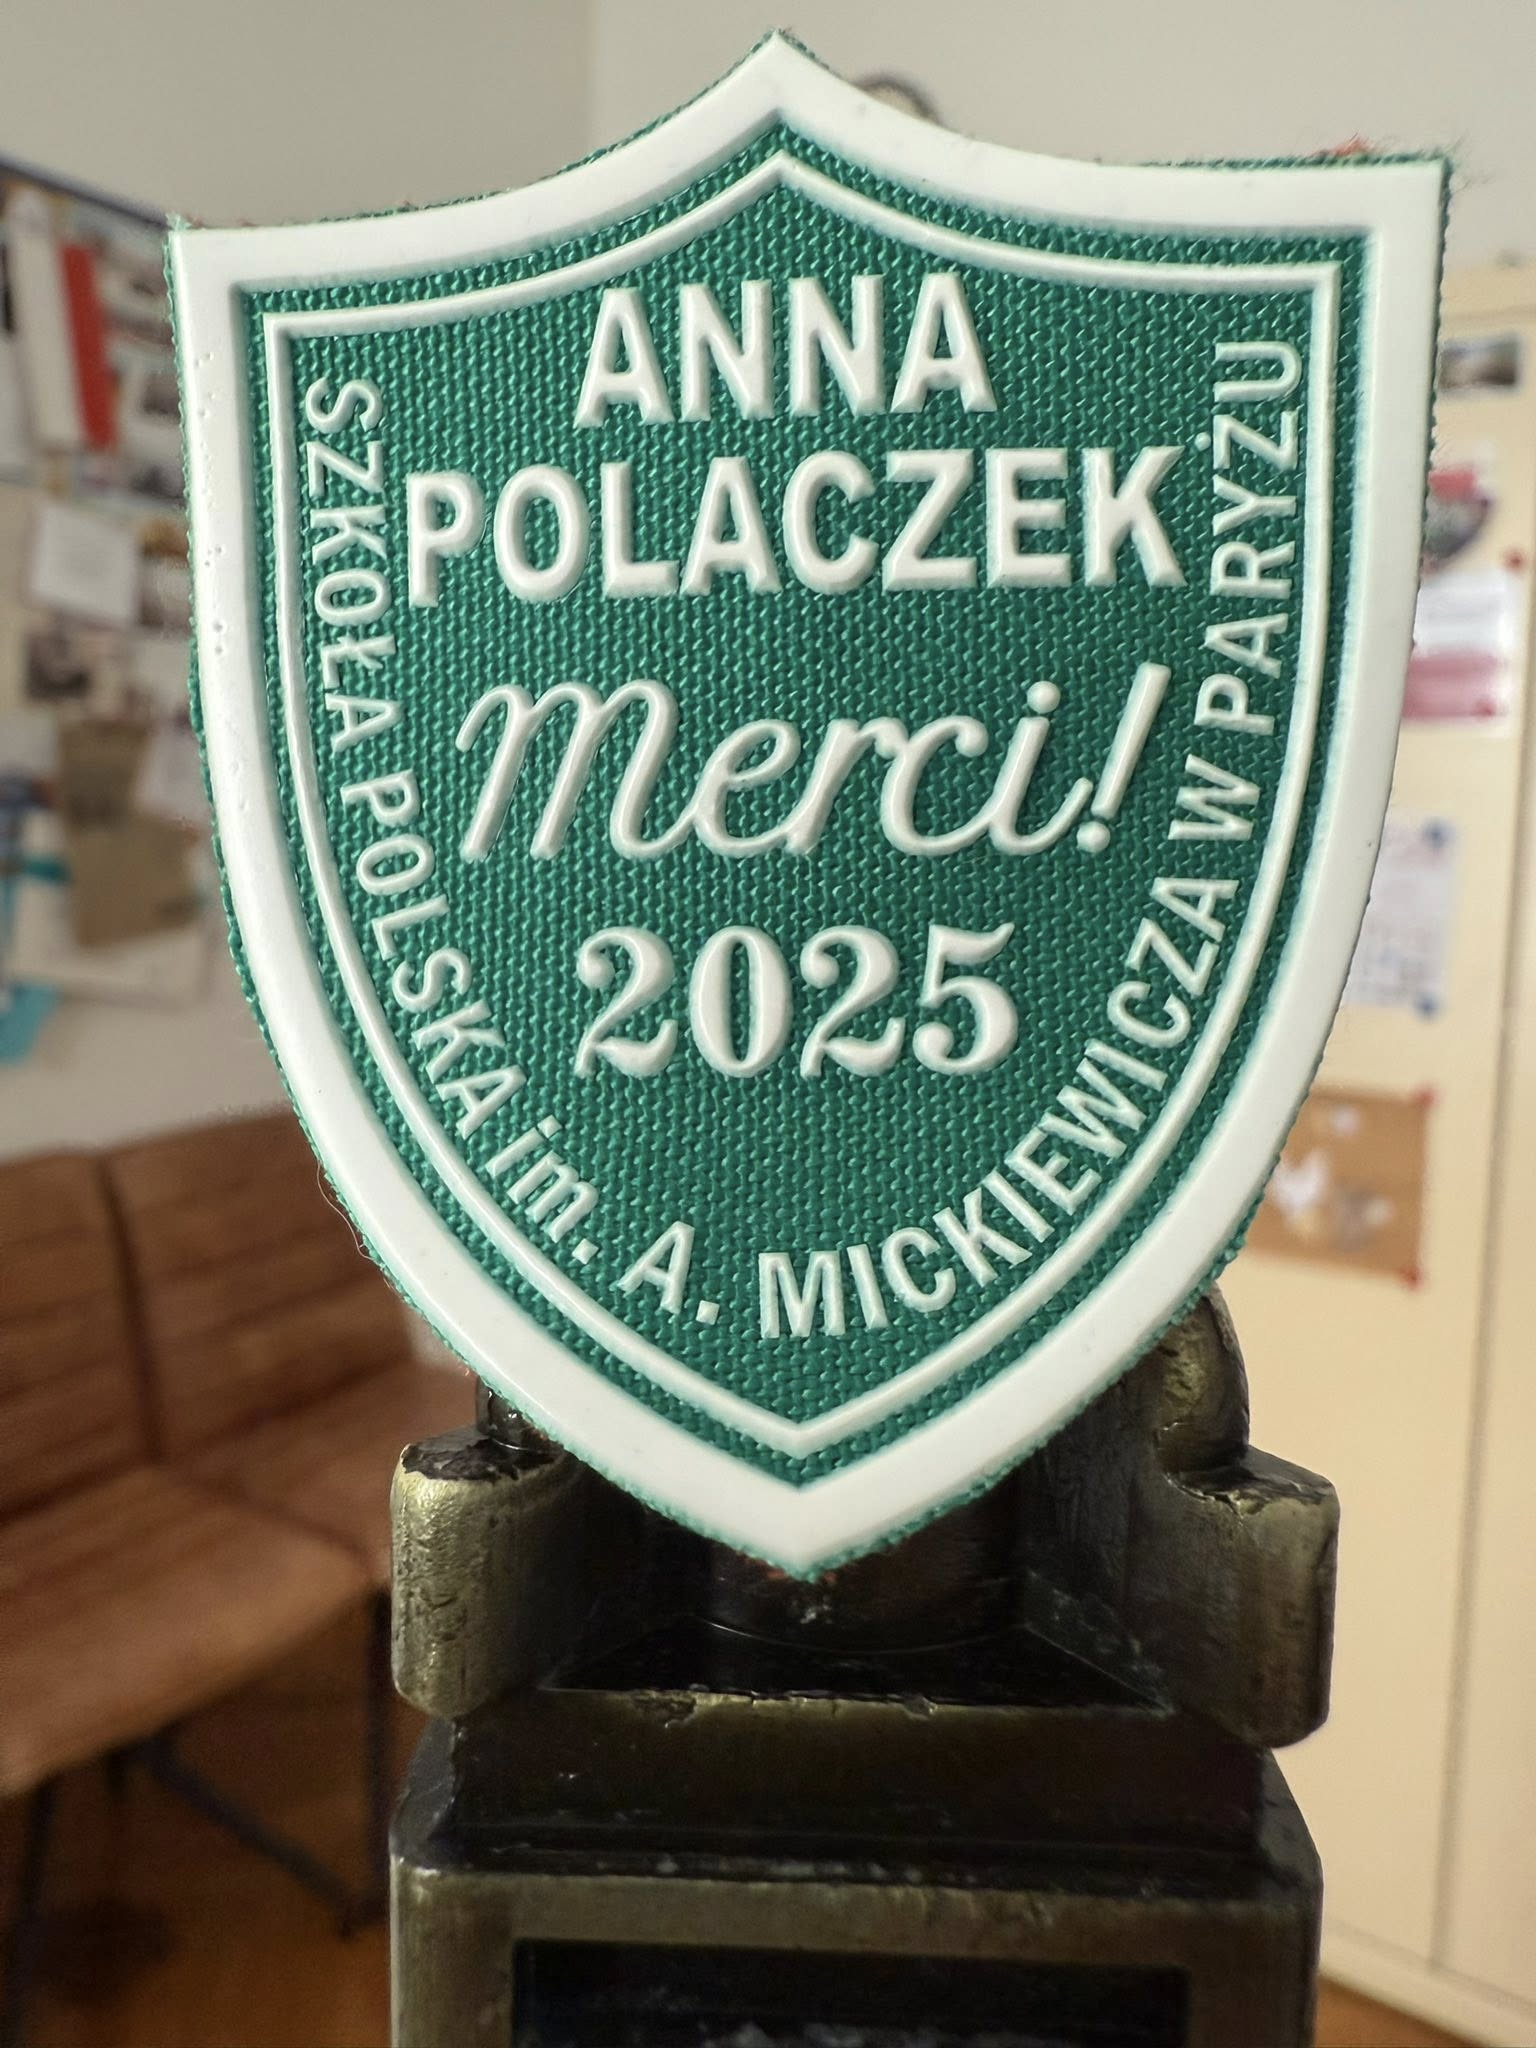 ANNA
POLACZEK
Merci!
2025
SZKOŁA POLSKA im. A. MICKIEWICZA W PARYŻU